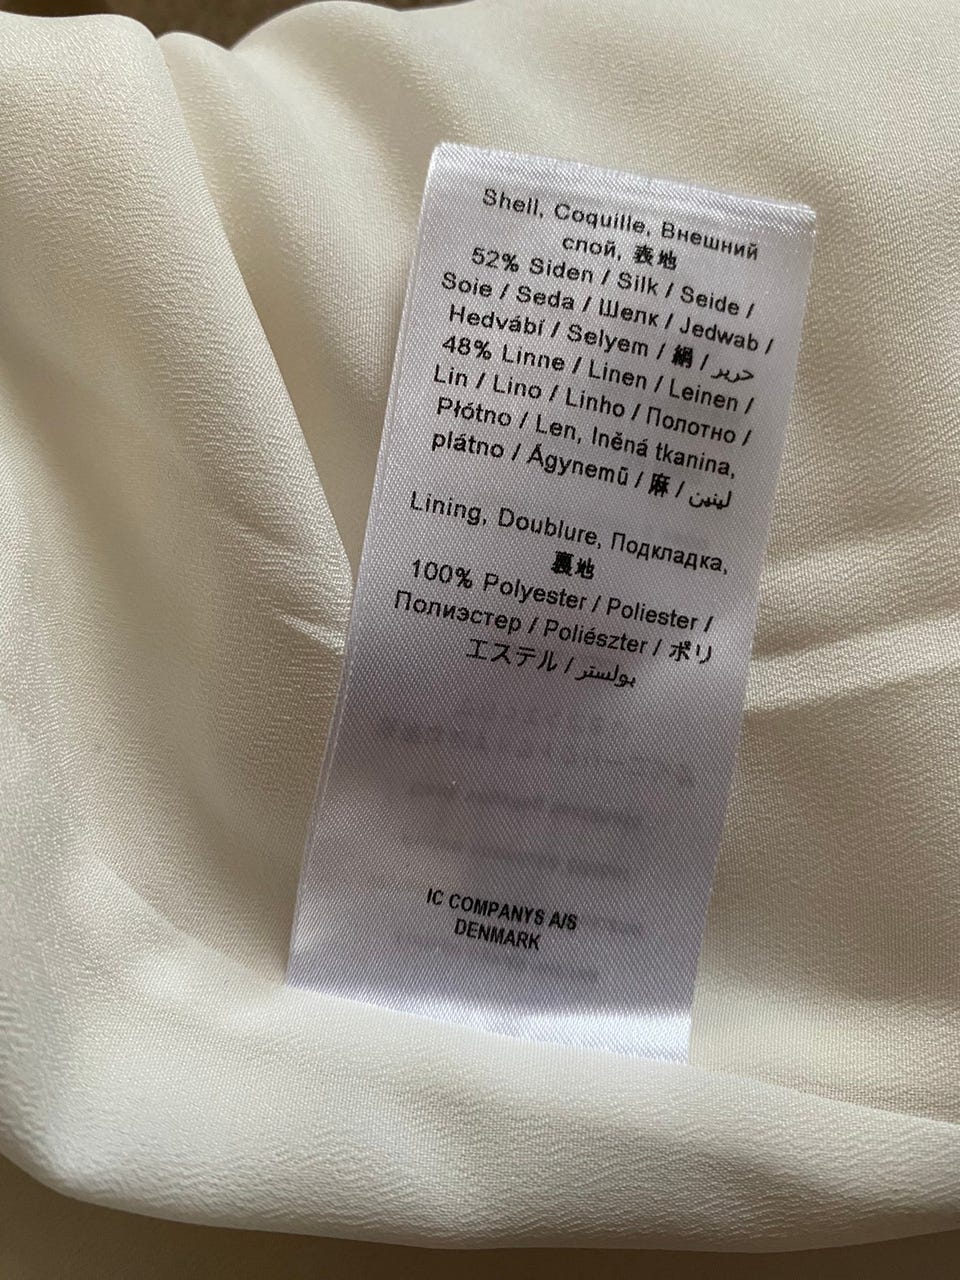 Shell, Coquille, Внешний
слой, 表地
52% Siden / Silk / Seide /
Soie / Seda / Шелк / Jedwab /
Hedvábí / Selyem / 絹 / حرير
48% Linne / Linen / Leinen /
Lin / Lino / Linho / Полотно /
Płótno / Len, lněná tkanina,
plátno / Ágynemű / 麻 / لينين
Lining, Doublure, Подкладка,
裏地
100% Polyester / Poliester /
Полиэстер / Poliészter / ポリ
エステル / بولستر
IC COMPANYS A/S
DENMARK